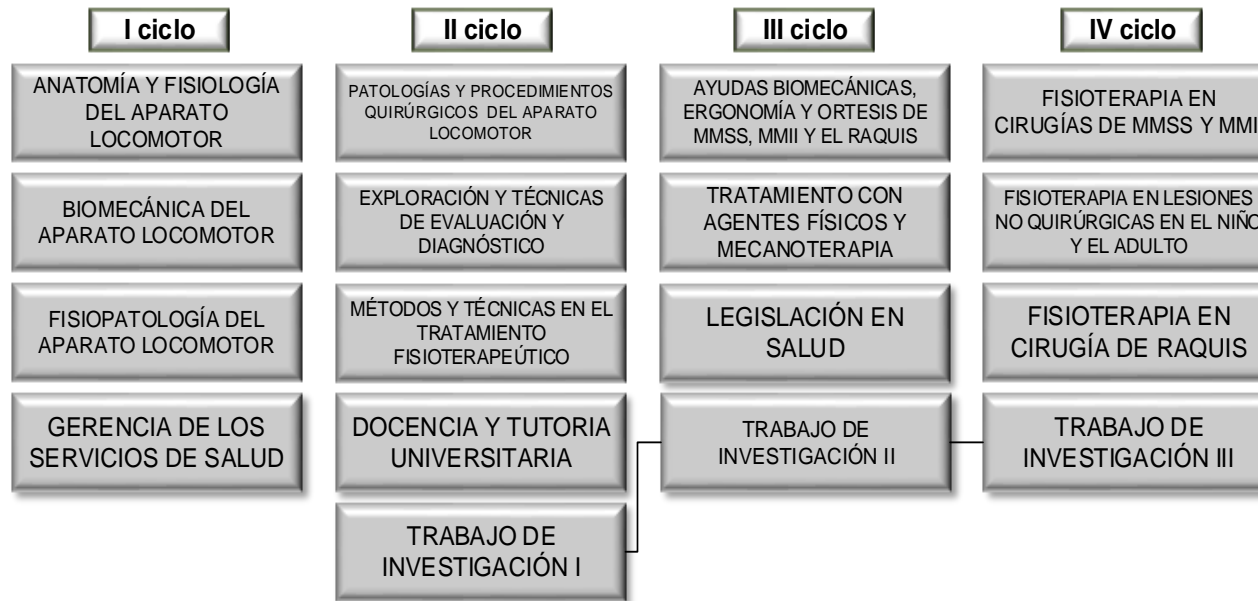 I ciclo
ANATOMÍA Y FISIOLOGÍA
DEL APARATO
LOCOMOTOR
BIOMECÁNICA DEL
APARATO LOCOMOTOR
FISIOPATOLOGÍA DEL
APARATO LOCOMOTOR
GERENCIA DE LOS
SERVICIOS DE SALUD
II ciclo
PATOLOGÍAS Y PROCEDIMIENTOS
QUIRÚRGICOS DEL APARATO
LOCOMOTOR
EXPLORACIÓN Y TÉCNICAS
DE EVALUACIÓN Y
DIAGNÓSTICO
MÉTODOS Y TÉCNICAS EN EL
TRATAMIENTO
FISIOTERAPEÚTICO
DOCENCIA Y TUTORIA
UNIVERSITARIA
TRABAJO DE
INVESTIGACIÓN I
III ciclo
AYUDAS BIOMECÁNICAS,
ERGONOMÍA Y ORTESIS DE
MMSS, MMII Y EL RAQUIS
TRATAMIENTO CON
AGENTES FÍSICOS Y
MECANOTERAPIA
LEGISLACIÓN EN
SALUD
TRABAJO DE
INVESTIGACIÓN II
IV ciclo
FISIOTERAPIA EN
CIRUGÍAS DE MMSS Y MMI
FISIOTERAPIA EN LESIONES
NO QUIRÚRGICAS EN EL NIÑO
Y EL ADULTO
FISIOTERAPIA EN
CIRUGÍA DE RAQUIS
TRABAJO DE
INVESTIGACIÓN III